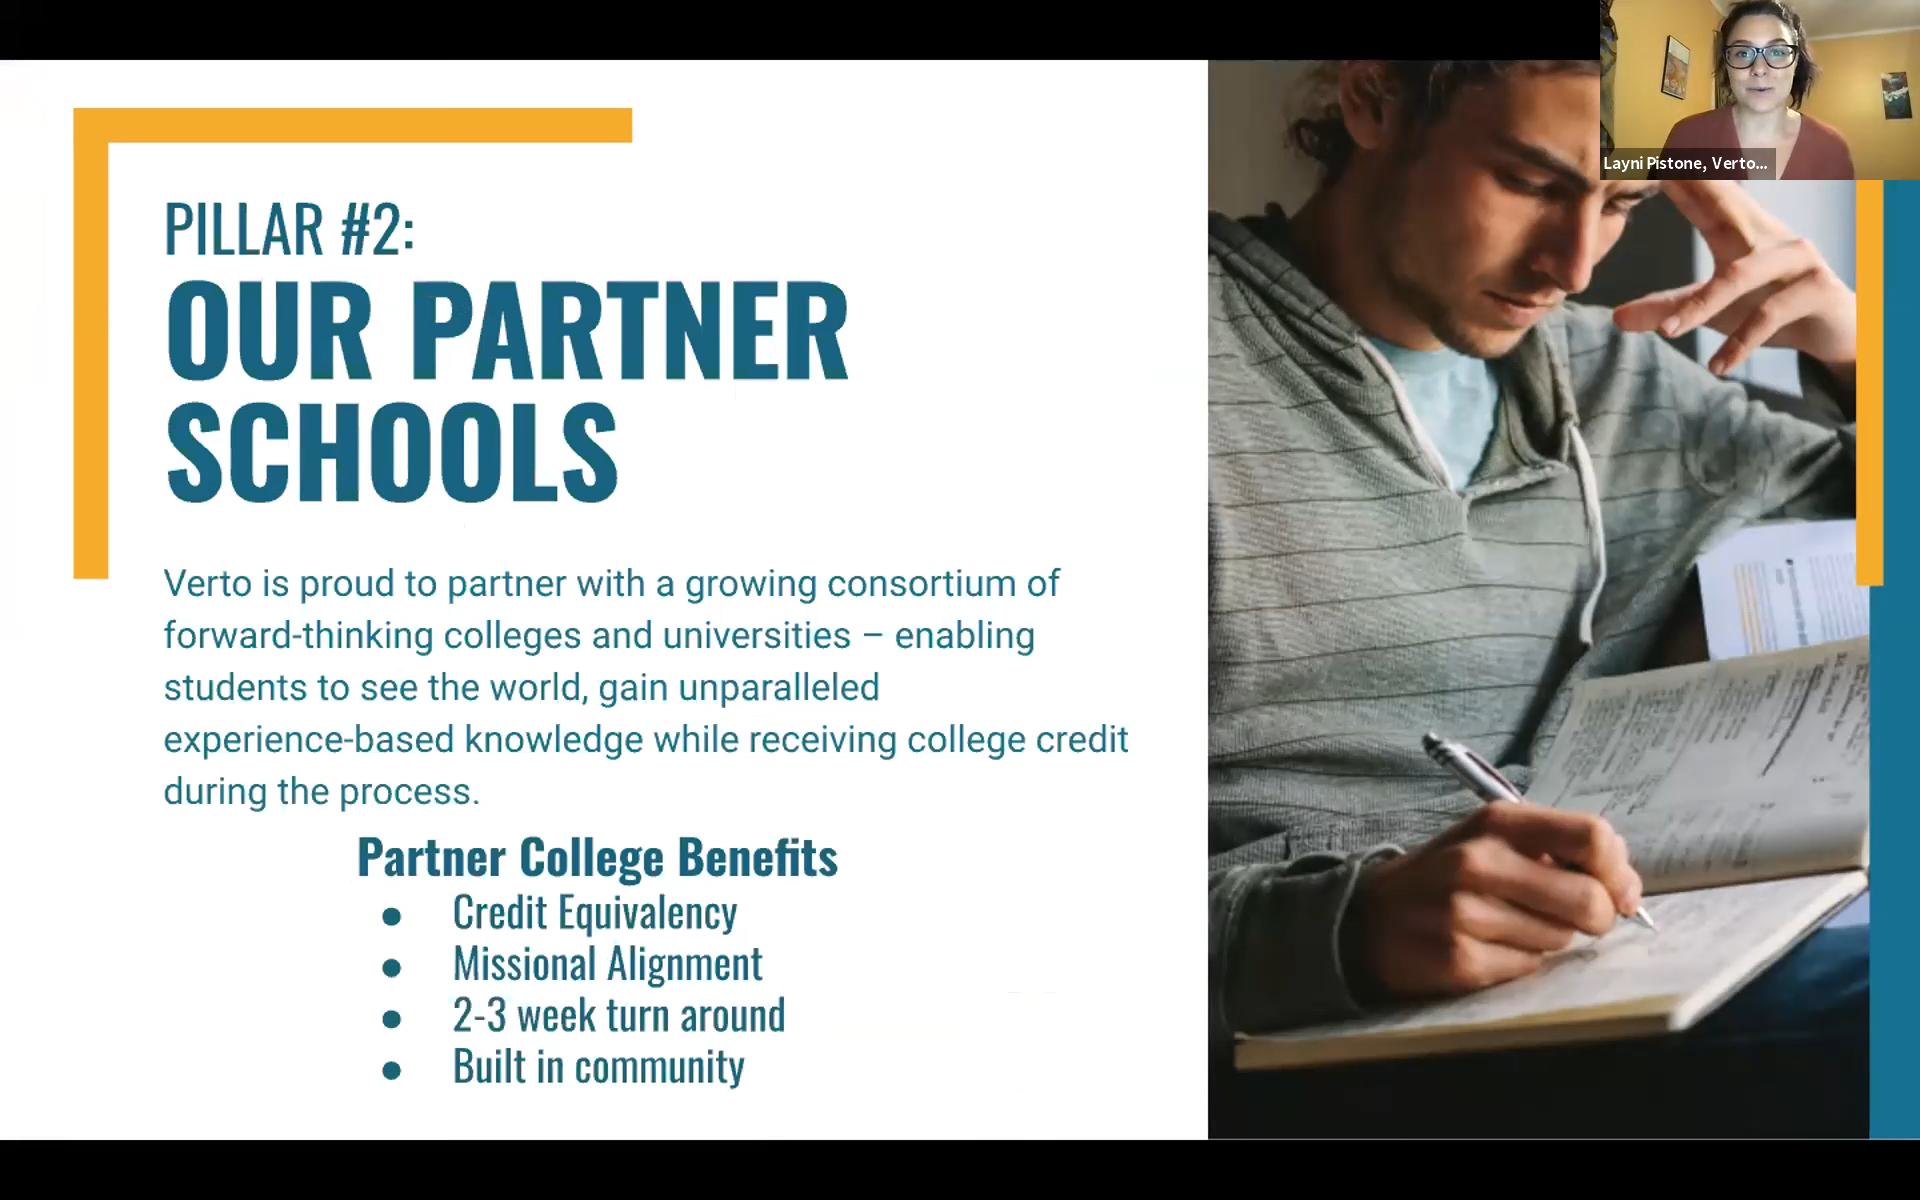 Layni Pistone, Verto...
PILLAR #2:
OUR PARTNER
SCHOOLS
Verto is proud to partner with a growing consortium of
forward-thinking colleges and universities – enabling
students to see the world, gain unparalleled
experience-based knowledge while receiving college credit
during the process.
Partner College Benefits
● Credit Equivalency
● Missional Alignment
● 2-3 week turn around
● Built in community